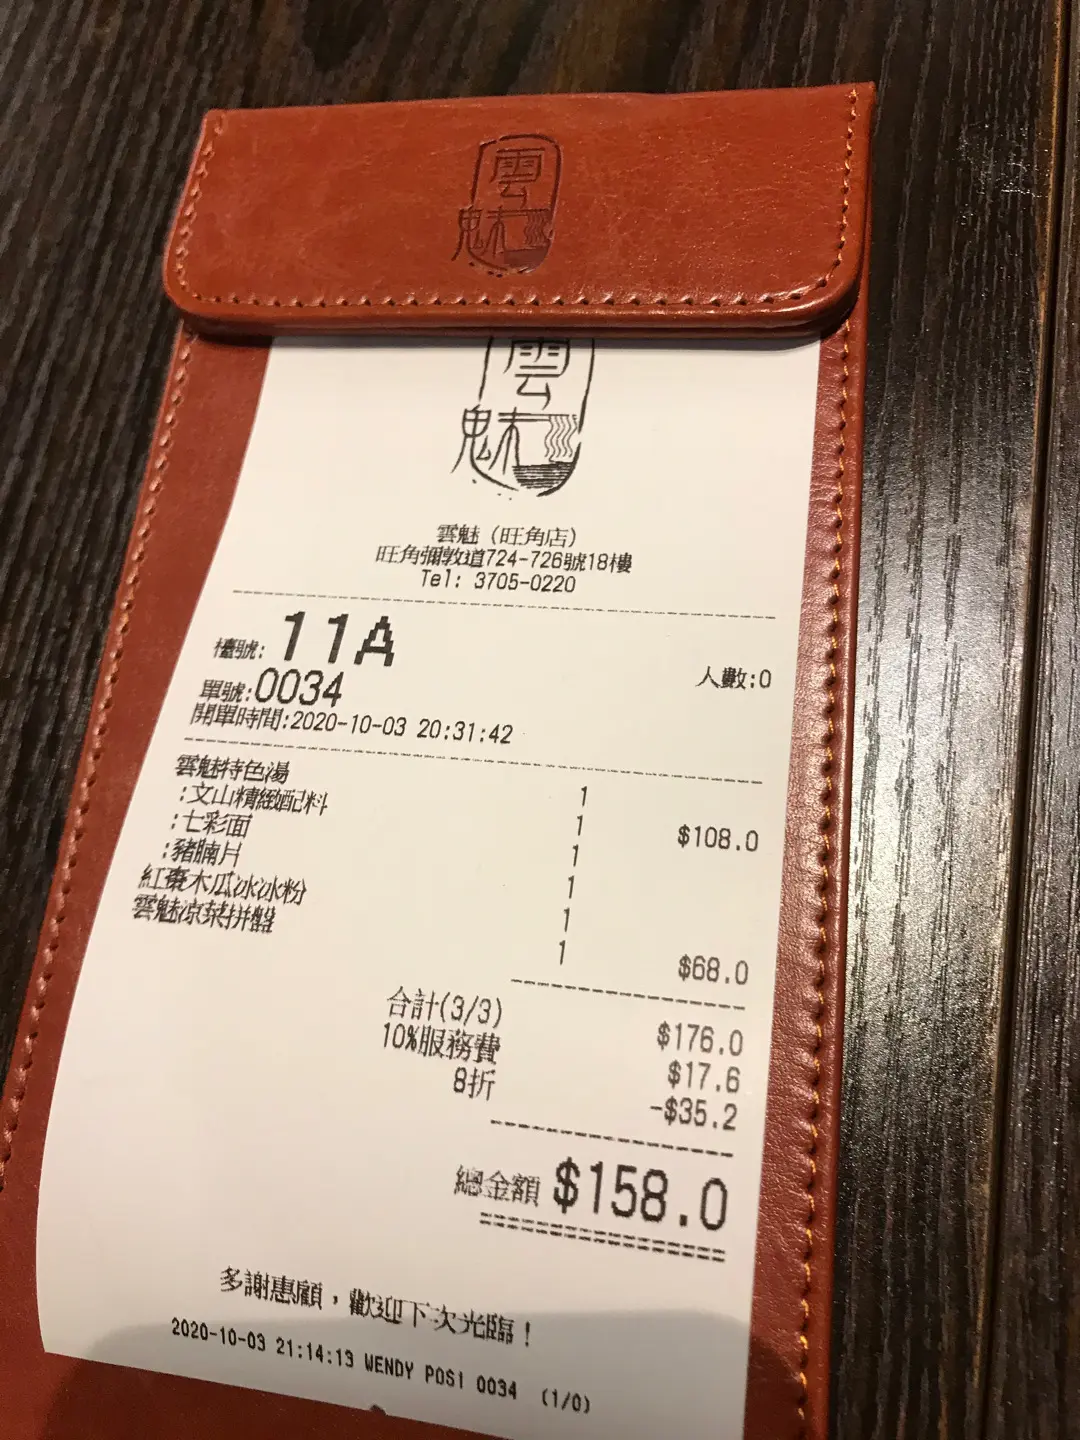 雲魅
雲魅
雲魅（旺角店）
旺角彌敦道724-726號18樓
Tel: 3705-0220
檯號: 11A 人數:0
單號:0034
開單時間:2020-10-03 20:31:42
雲魅特色湯 1 $108.0
:文山精緻配料 1
:七彩面 1
:豬腩片 1
紅棗木瓜冰冰粉 1
雲魅涼菜拼盤 1 $68.0
合計(3/3) $176.0
10%服務費 $17.6
8折 -$35.2
總金額 $158.0
多謝惠顧，歡迎下次光臨！
2020-10-03 21:14:13 WENDY POS1 0034 (1/0)